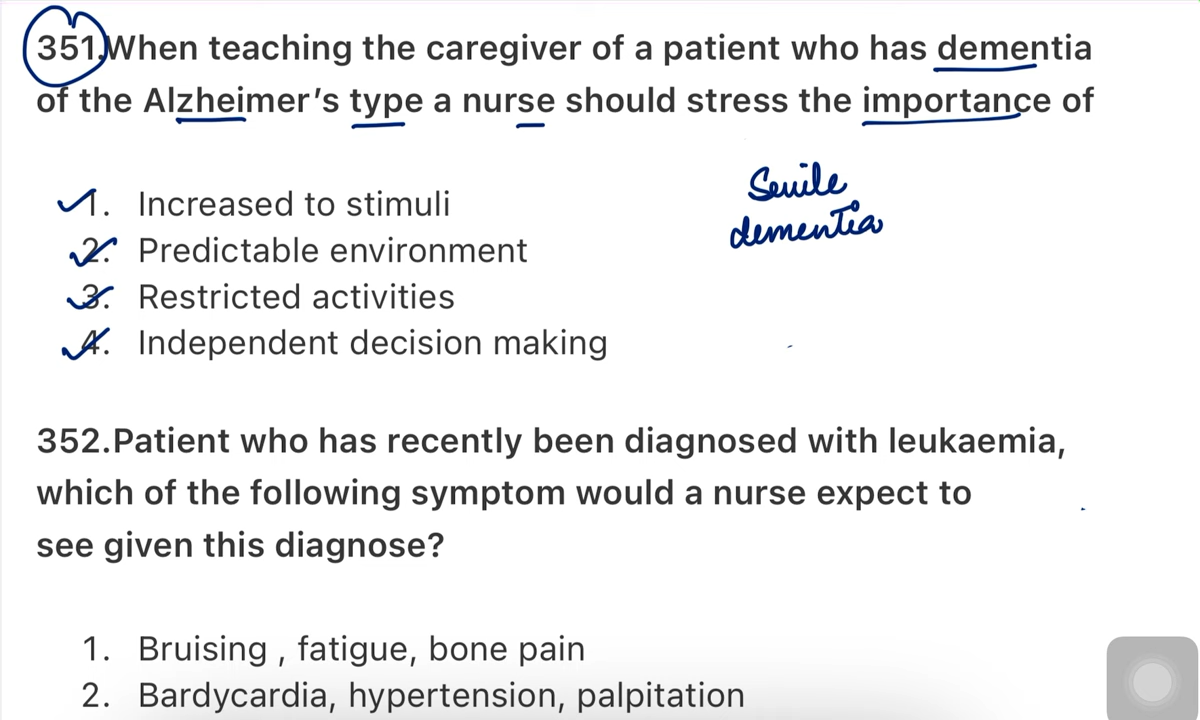 351.When teaching the caregiver of a patient who has dementia
of the Alzheimer's type a nurse should stress the importance of
Senile
dementia
1. Increased to stimuli
2. Predictable environment
3. Restricted activities
4. Independent decision making
352.Patient who has recently been diagnosed with leukaemia,
which of the following symptom would a nurse expect to
see given this diagnose?
1. Bruising , fatigue, bone pain
2. Bardycardia, hypertension, palpitation